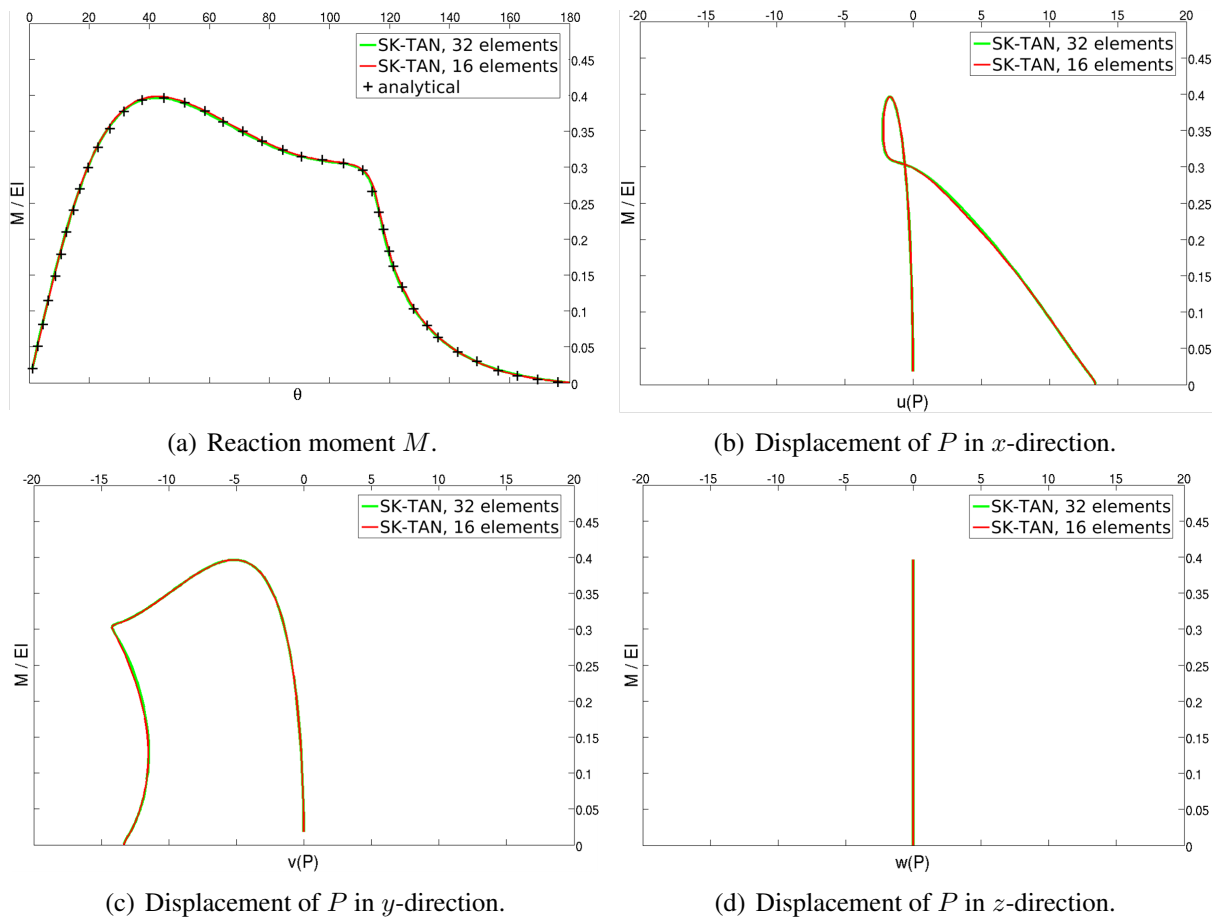 0 20 40 60 80 100 120 140 160 180
SK-TAN, 32 elements
SK-TAN, 16 elements
+ analytical
0.45
0.4
0.35
0.3
0.25
0.2
0.15
0.1
0.05
0
M / EI
θ
(a) Reaction moment M.
-20 -15 -10 -5 0 5 10 15 20
SK-TAN, 32 elements
SK-TAN, 16 elements
0.45
0.4
0.35
0.3
0.25
0.2
0.15
0.1
0.05
0
M / EI
u(P)
(b) Displacement of P in x-direction.
-20 -15 -10 -5 0 5 10 15 20
SK-TAN, 32 elements
SK-TAN, 16 elements
0.45
0.4
0.35
0.3
0.25
0.2
0.15
0.1
0.05
0
M / EI
v(P)
(c) Displacement of P in y-direction.
-20 -15 -10 -5 0 5 10 15 20
SK-TAN, 32 elements
SK-TAN, 16 elements
0.45
0.4
0.35
0.3
0.25
0.2
0.15
0.1
0.05
0
M / EI
w(P)
(d) Displacement of P in z-direction.